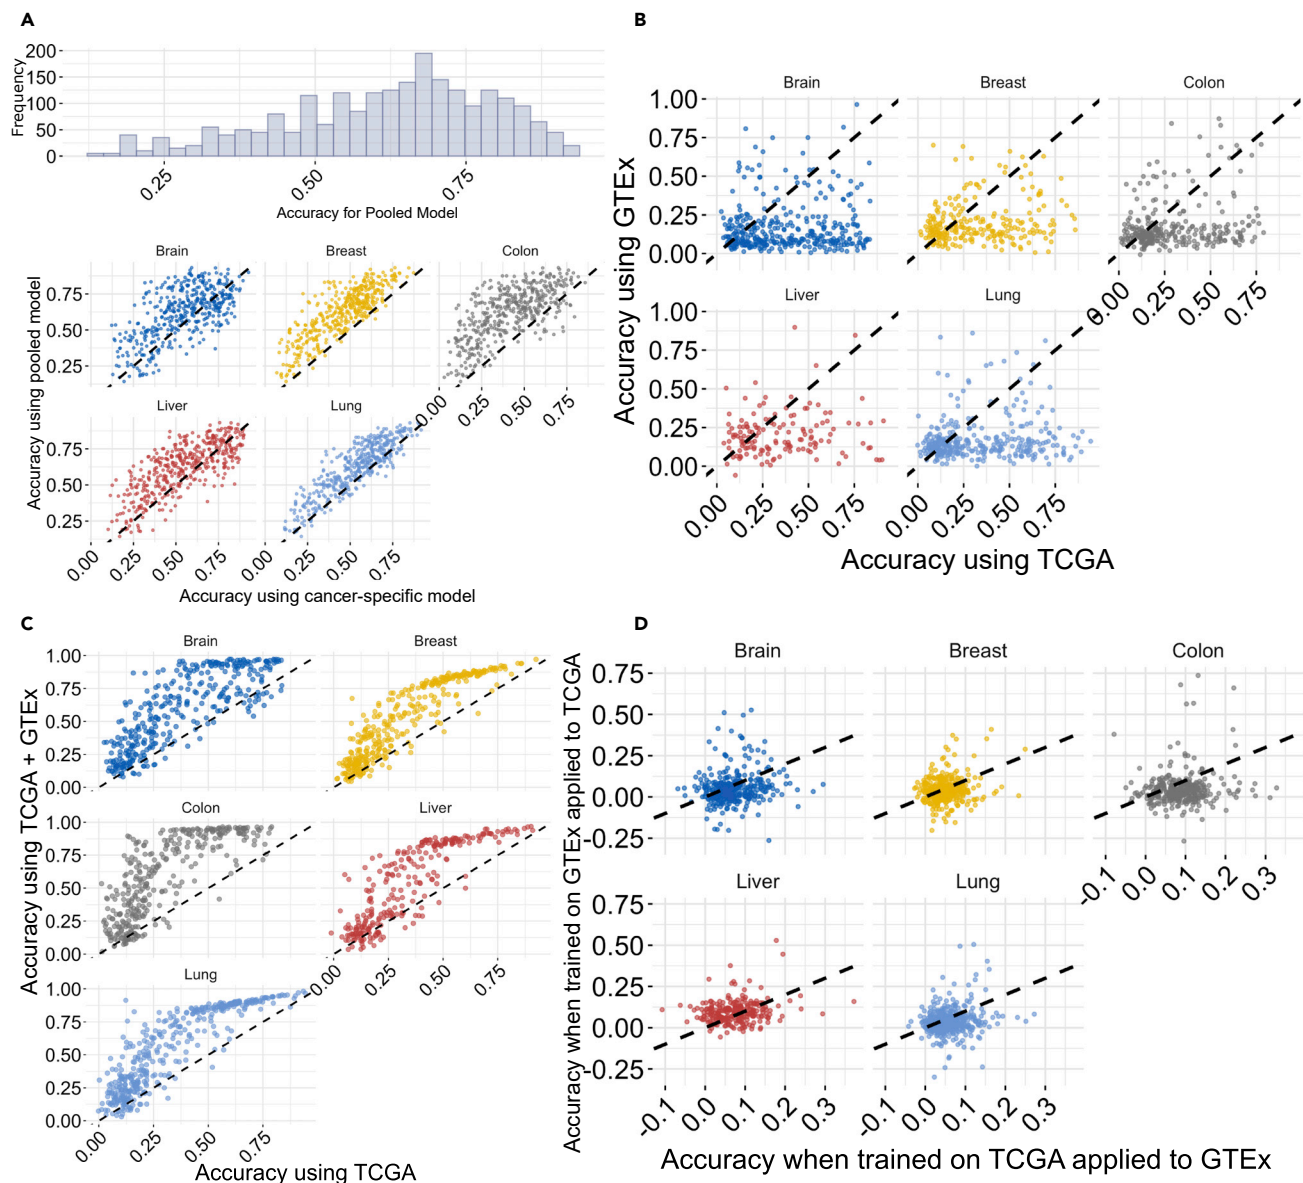 A
Frequency
200
150
100
50
0
0.25
0.50
0.75
Accuracy for Pooled Model
Accuracy using pooled model
Brain
Breast
Colon
0.75
0.50
0.25
0.00
0.25
0.50
0.75
Liver
Lung
0.75
0.50
0.25
0.00
0.25
0.50
0.75
0.00
0.25
0.50
0.75
Accuracy using cancer-specific model
B
Accuracy using GTEx
Brain
Breast
Colon
1.00
0.75
0.50
0.25
0.00
0.00
0.25
0.50
0.75
Liver
Lung
1.00
0.75
0.50
0.25
0.00
0.00
0.25
0.50
0.75
0.00
0.25
0.50
0.75
Accuracy using TCGA
C
Accuracy using TCGA + GTEx
Brain
Breast
1.00
0.75
0.50
0.25
0.00
Colon
Liver
1.00
0.75
0.50
0.25
0.00
0.00
0.25
0.50
0.75
Lung
1.00
0.75
0.50
0.25
0.00
0.00
0.25
0.50
0.75
Accuracy using TCGA
D
Accuracy when trained on GTEx applied to TCGA
Brain
Breast
Colon
0.75
0.50
0.25
0.00
-0.25
-0.1
0.0
0.1
0.2
0.3
Liver
Lung
0.75
0.50
0.25
0.00
-0.25
-0.1
0.0
0.1
0.2
0.3
-0.1
0.0
0.1
0.2
0.3
Accuracy when trained on TCGA applied to GTEx